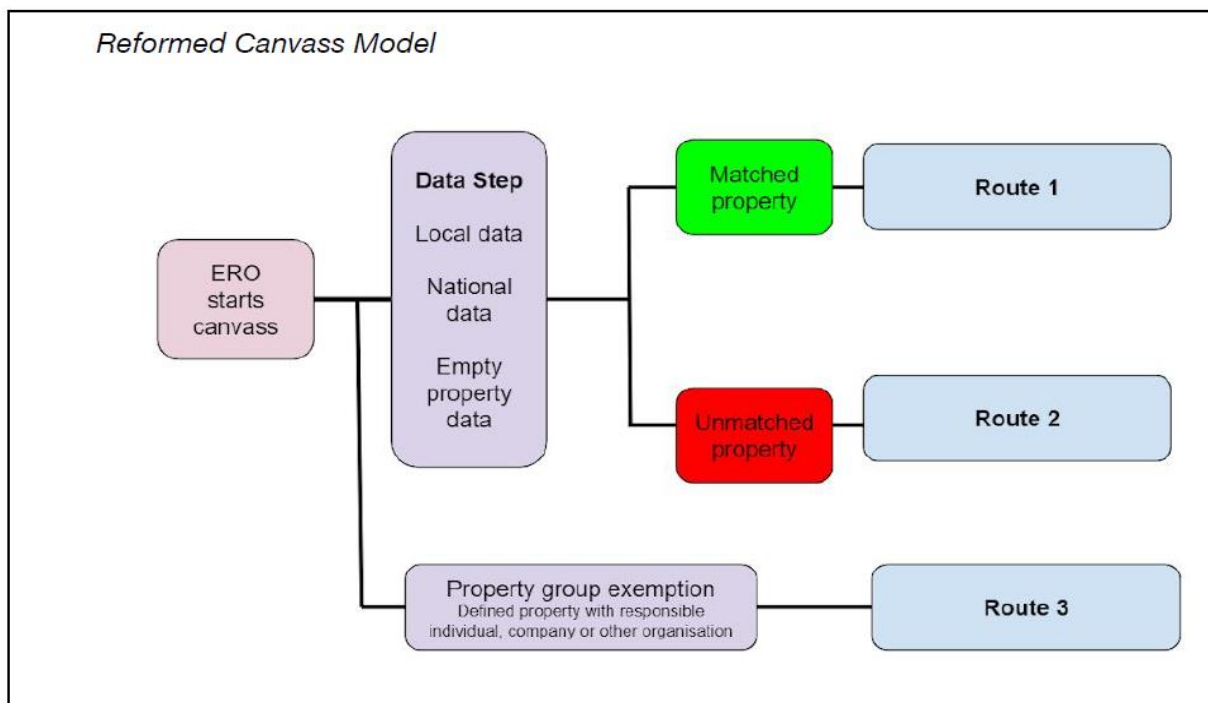 Reformed Canvass Model
Data Step
Local data
National
data
Empty
property
data
ERO
starts
canvass
Matched
property
Route 1
Unmatched
property
Route 2
Property group exemption
Defined property with responsible
individual, company or other organisation
Route 3